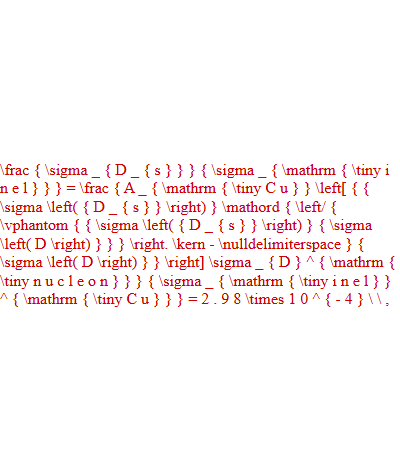 \frac { \sigma _ { D _ { s } } } { \sigma _ { \mathrm { \tiny i
n e l } } } = \frac { A _ { \mathrm { \tiny C u } } \left[ { {
\sigma \left( { D _ { s } } \right) } \mathord { \left/ {
\vphantom { { \sigma \left( { D _ { s } } \right) } { \sigma
\left( D \right) } } } \right. \kern - \nulldelimiterspace } {
\sigma \left( D \right) } } \right] \sigma _ { D } ^ { \mathrm {
\tiny n u c l e o n } } } { \sigma _ { \mathrm { \tiny i n e l } }
^ { \mathrm { \tiny C u } } } = 2 . 9 8 \times 1 0 ^ { - 4 } \\ ,